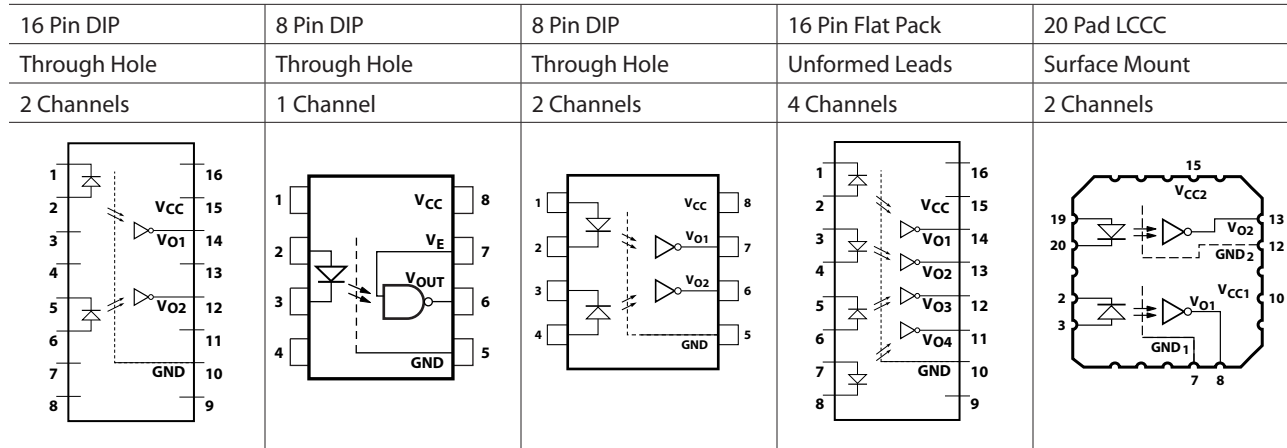 16 Pin DIP 8 Pin DIP 8 Pin DIP 16 Pin Flat Pack 20 Pad LCCC
Through Hole Through Hole Through Hole Unformed Leads Surface Mount
2 Channels 1 Channel 2 Channels 4 Channels 2 Channels
1
2
3
4
5
6
7
8
16
VCC 15
VO1 14
13
VO2 12
11
GND 10
9
1
2
3
4
VCC 8
VE 7
VOUT 6
GND 5
1
2
3
4
VCC 8
VO1 7
VO2 6
GND 5
1
2
3
4
5
6
7
8
16
VCC 15
VO1 14
VO2 13
VO3 12
VO4 11
GND 10
9
15
VCC2
19
20
13
VO2
12
GND2
2
3
VCC1
10
VO1
GND1
7 8